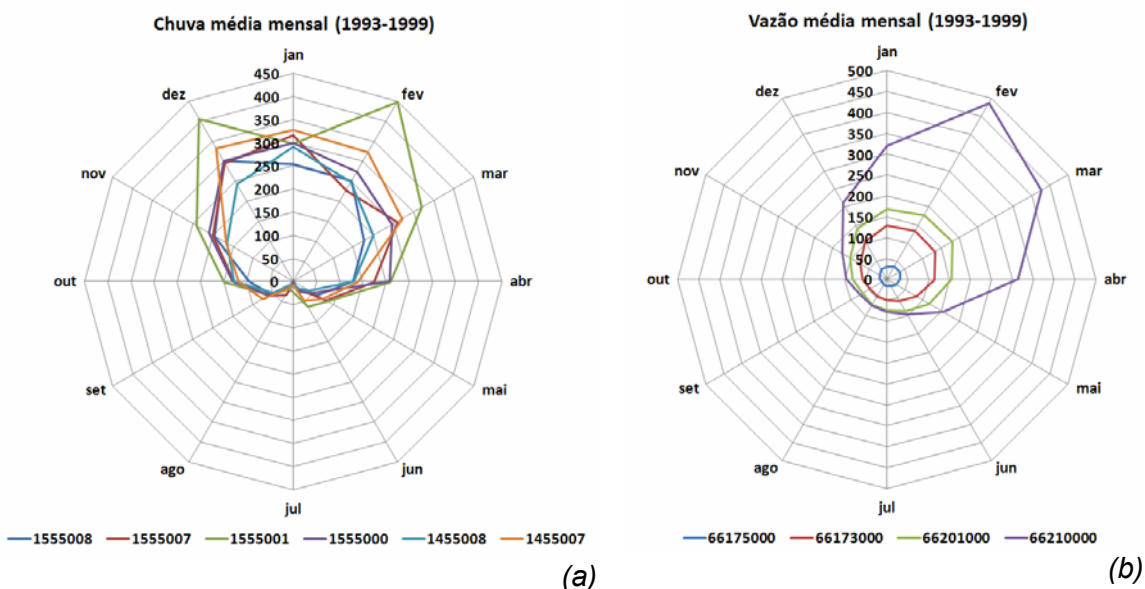 Chuva média mensal (1993-1999)
jan
fev
mar
abr
mai
jun
jul
ago
set
out
nov
dez
450
400
350
300
250
200
150
100
50
0
1555008 1555007 1555001 1555000 1455008 1455007
(a)
Vazão média mensal (1993-1999)
jan
fev
mar
abr
mai
jun
jul
ago
set
out
nov
dez
500
450
400
350
300
250
200
150
100
50
0
66175000 66173000 66201000 66210000
(b)